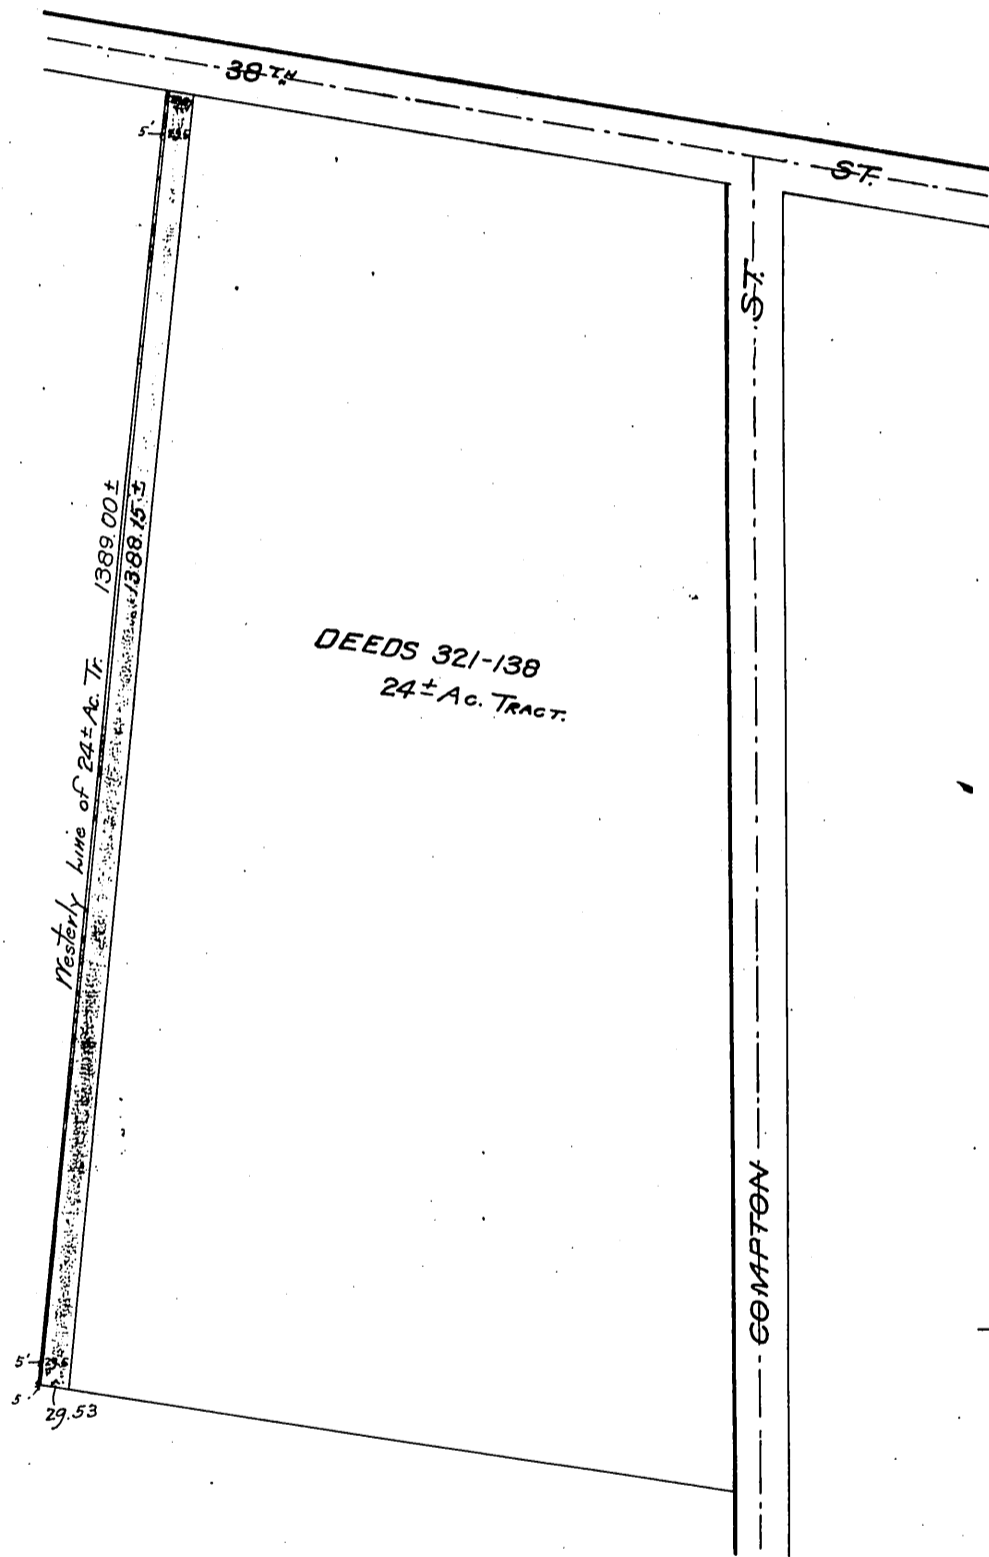 38TH ST.
5'
ST.
1389.00±
1388.15±
DEEDS 321-138
24± Ac. TRACT.
Westerly Line of 24± Ac. Tr.
COMPTON
5'
5
29.53